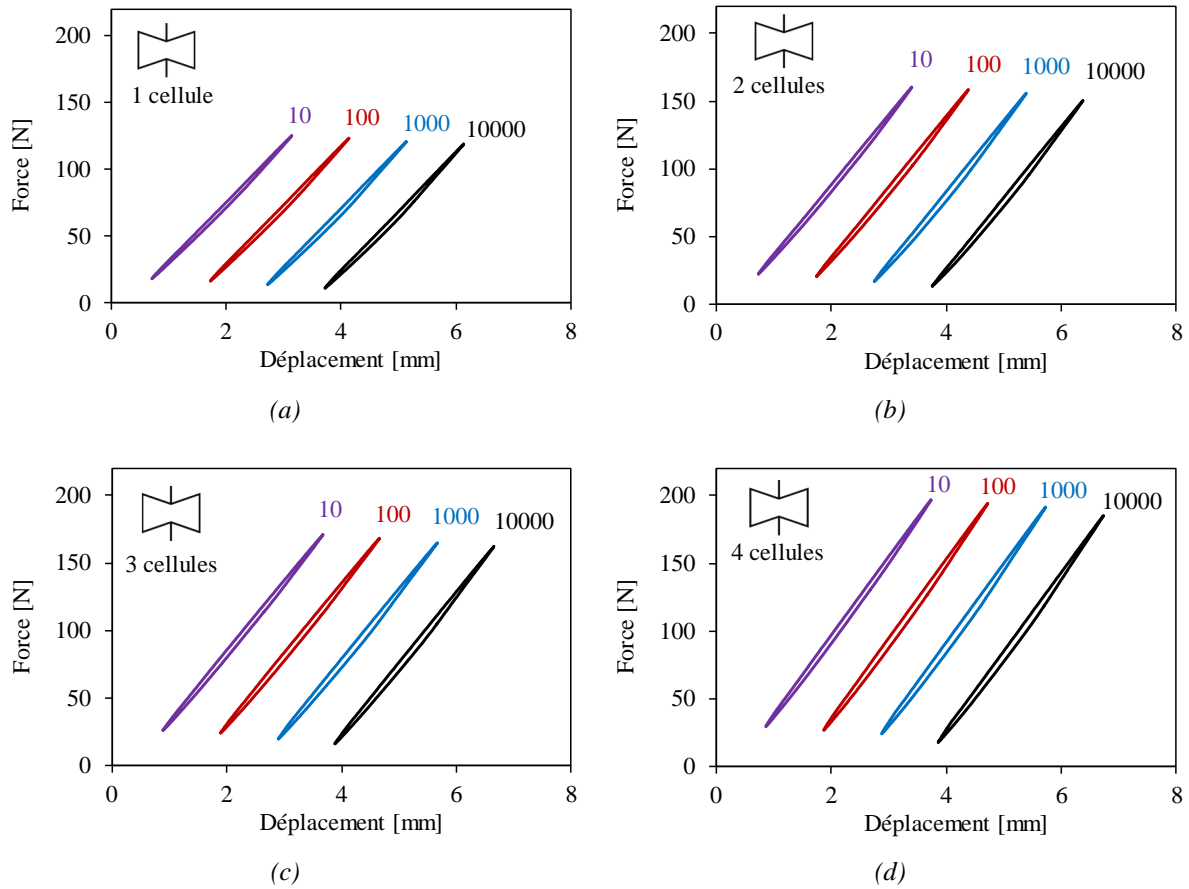 200
150
100
50
0
Force [N]
1 cellule
10
100
1000
10000
0 2 4 6 8
Déplacement [mm]
(a)
200
150
100
50
0
Force [N]
2 cellules
10
100
1000
10000
0 2 4 6 8
Déplacement [mm]
(b)
200
150
100
50
0
Force [N]
3 cellules
10
100
1000
10000
0 2 4 6 8
Déplacement [mm]
(c)
200
150
100
50
0
Force [N]
4 cellules
10
100
1000
10000
0 2 4 6 8
Déplacement [mm]
(d)